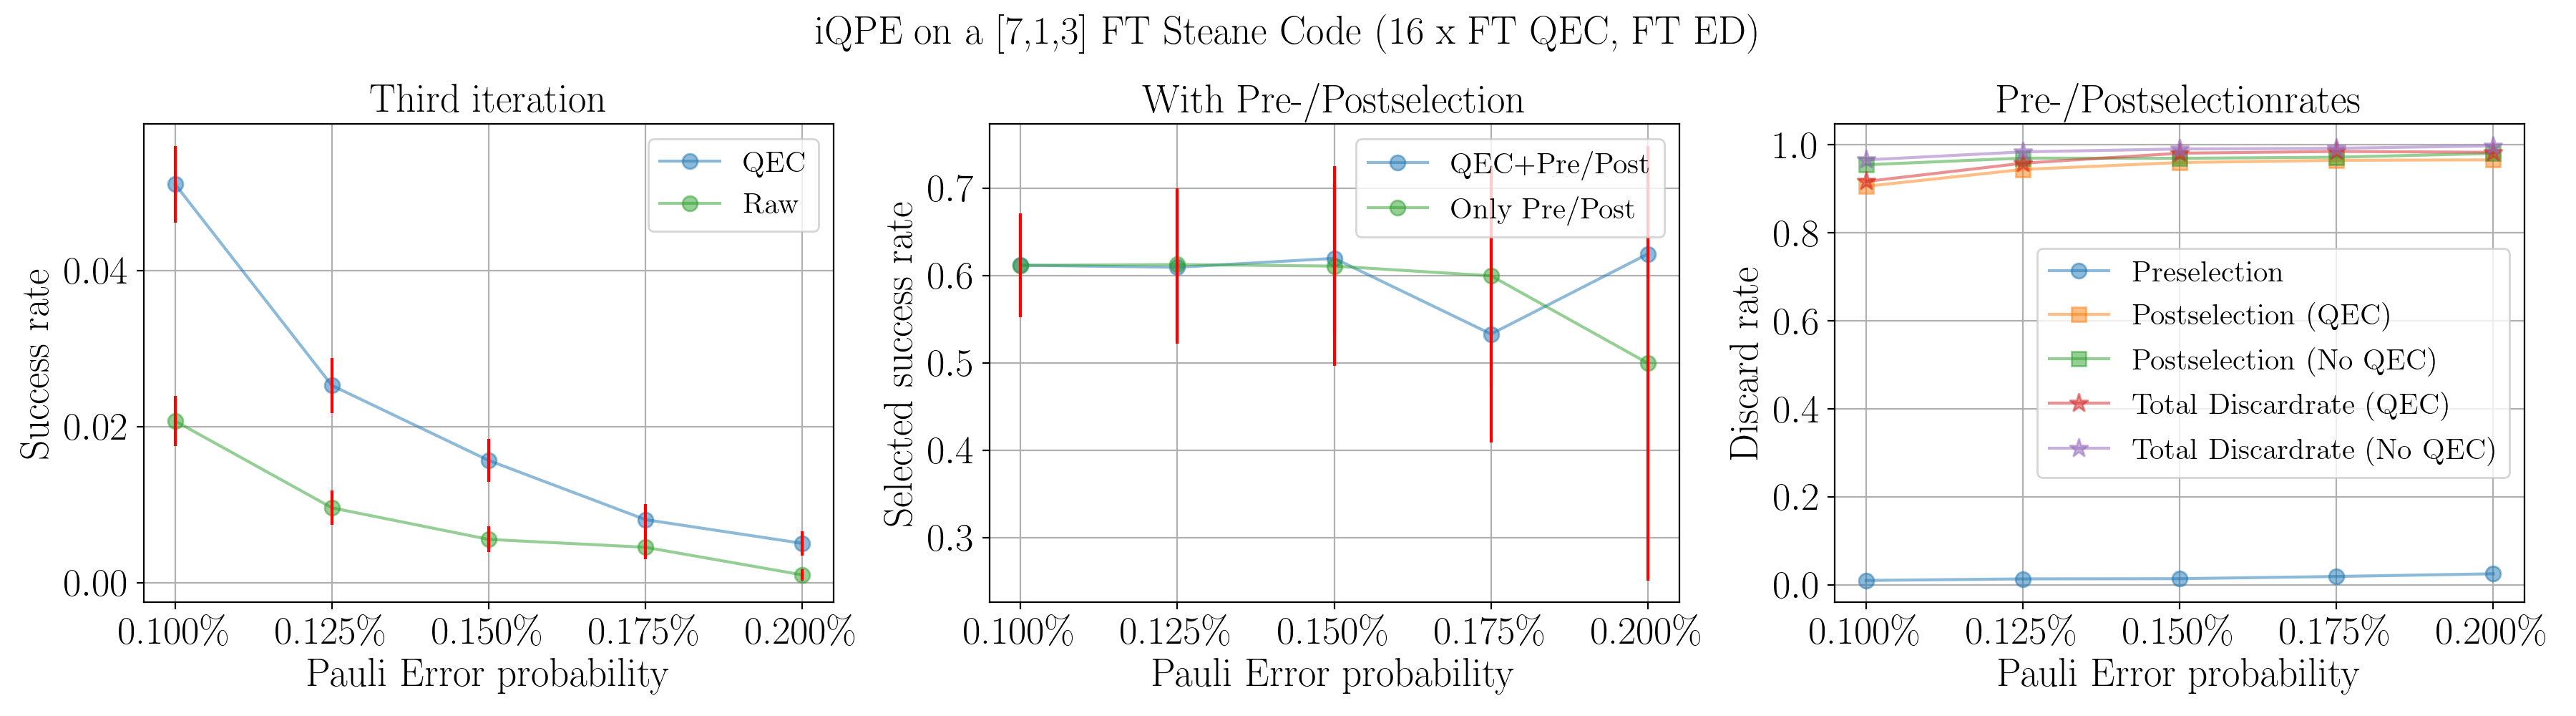 iQPE on a [7,1,3] FT Steane Code (16 x FT QEC, FT ED)
Third iteration
Success rate
0.04
0.02
0.00
QEC
Raw
0.100% 0.125% 0.150% 0.175% 0.200%
Pauli Error probability
With Pre-/Postselection
Selected success rate
0.7
0.6
0.5
0.4
0.3
QEC+Pre/Post
Only Pre/Post
0.100% 0.125% 0.150% 0.175% 0.200%
Pauli Error probability
Pre-/Postselectionrates
Discard rate
1.0
0.8
0.6
0.4
0.2
0.0
Preselection
Postselection (QEC)
Postselection (No QEC)
Total Discardrate (QEC)
Total Discardrate (No QEC)
0.100% 0.125% 0.150% 0.175% 0.200%
Pauli Error probability